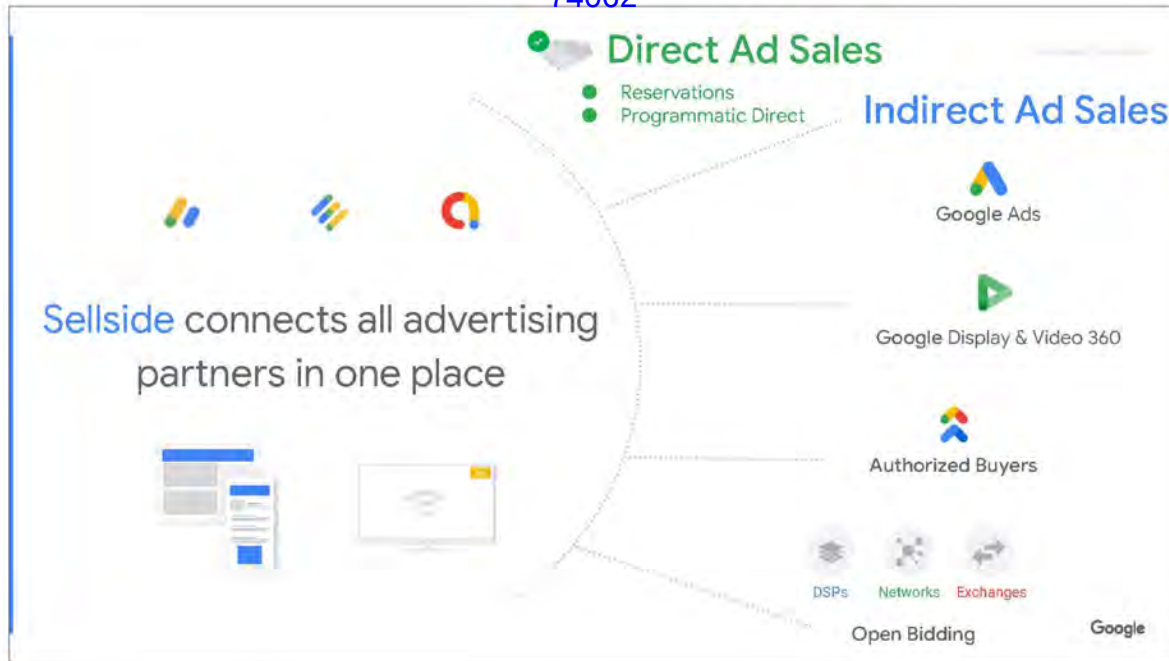 Direct Ad Sales
Reservations
Programmatic Direct
Indirect Ad Sales
Google Ads
Sellside connects all advertising
partners in one place
Google Display & Video 360
Authorized Buyers
DSPs Networks Exchanges
Open Bidding
Google